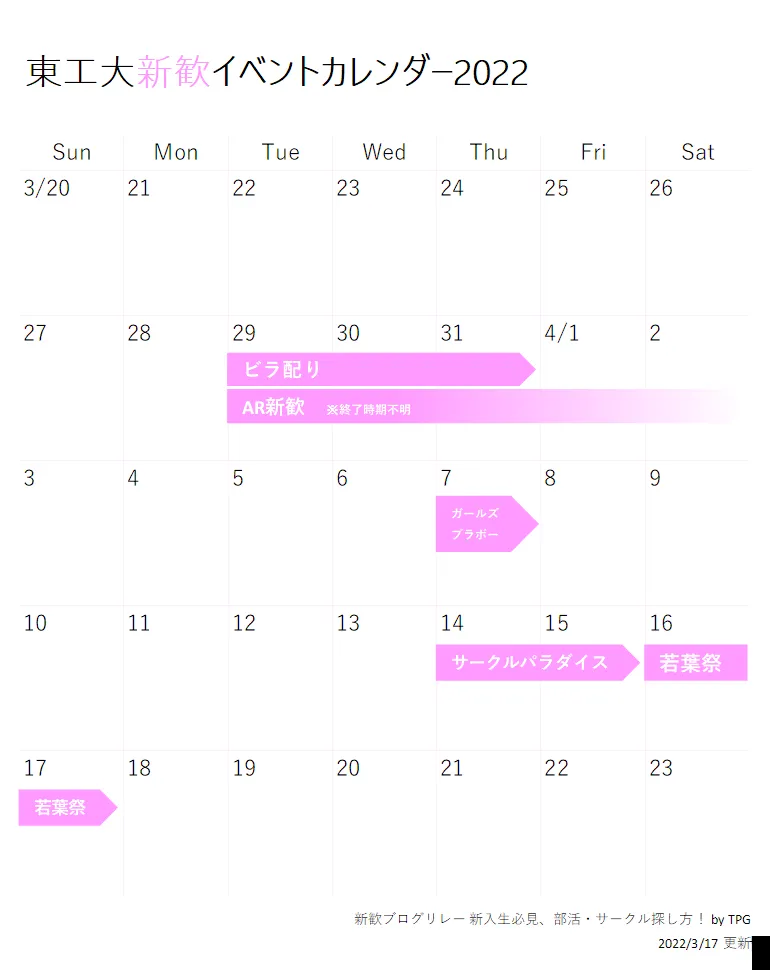 東工大新歓イベントカレンダー2022
Sun Mon Tue Wed Thu Fri Sat
3/20 21 22 23 24 25 26
27 28 29 30 31 4/1 2
ビラ配り
AR新歓 ※終了時期不明
3 4 5 6 7 8 9
ガールズ
ブラボー
10 11 12 13 14 15 16
サークルパラダイス 若葉祭
17 18 19 20 21 22 23
若葉祭
新歓ブログリレー 新入生必見、部活・サークル探し方！ by TPG
2022/3/17 更新